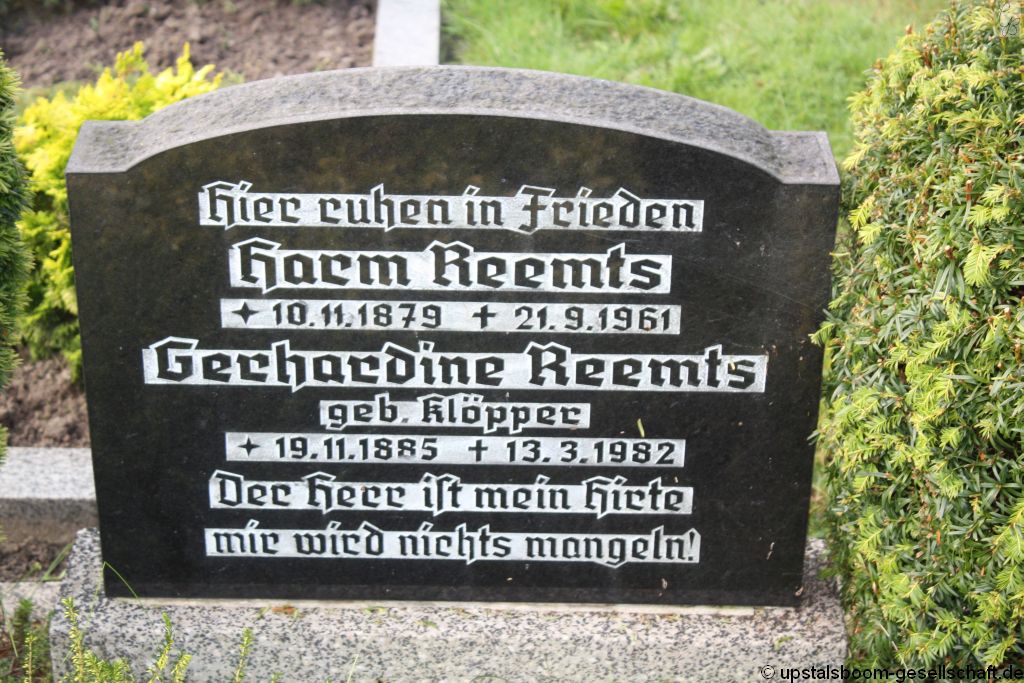 Hier ruhen in Frieden
Harm Reemts
✦ 10.11.1879 ✝ 21.9.1961
Gerhardine Reemts
geb. Klöpper
✦ 19.11.1885 ✝ 13.3.1982
Der Herr iſt mein Hirte
mir wird nichts mangeln!
© upstalsboom-gesellschaft.de